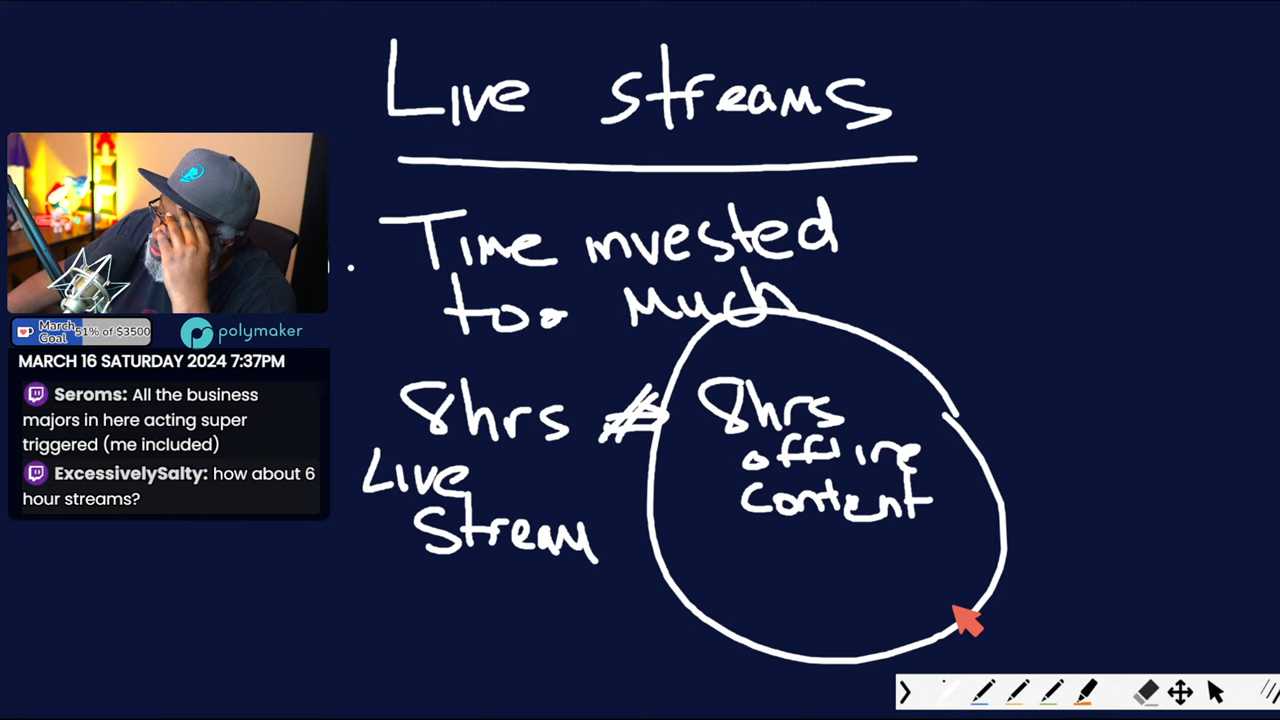 Live streams
Time invested
too Much
8hrs ≠ 8hrs
offline
content
Live
Stream
March
Goal
51% of $3500
polymaker
MARCH 16 SATURDAY 2024 7:37PM
Seroms: All the business
majors in here acting super
triggered (me included)
ExcessivelySalty: how about 6
hour streams?